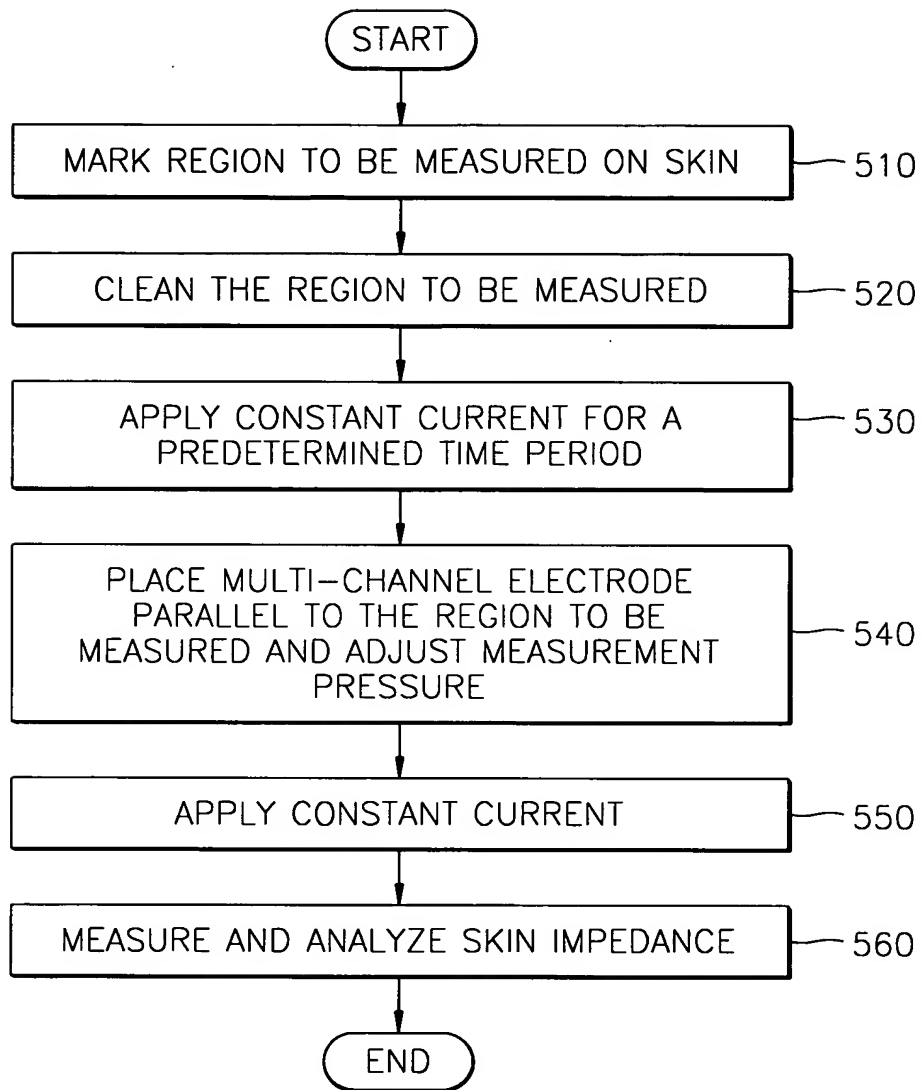 START
MARK REGION TO BE MEASURED ON SKIN
510
CLEAN THE REGION TO BE MEASURED
520
APPLY CONSTANT CURRENT FOR A
PREDETERMINED TIME PERIOD
530
PLACE MULTI-CHANNEL ELECTRODE
PARALLEL TO THE REGION TO BE
MEASURED AND ADJUST MEASUREMENT
PRESSURE
540
APPLY CONSTANT CURRENT
550
MEASURE AND ANALYZE SKIN IMPEDANCE
560
END